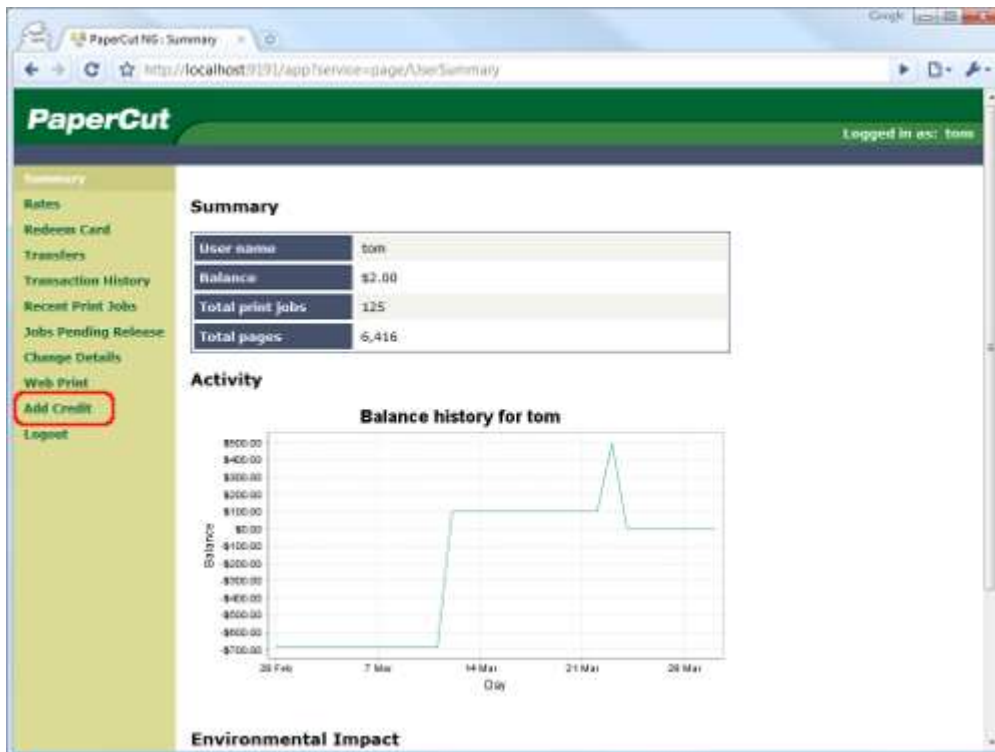 Google
PaperCut NG : Summary
http://localhost:9191/app?service=page/UserSummary
PaperCut
Logged in as: tom
Summary
Rates
Redeem Card
Transfers
Transaction History
Recent Print Jobs
Jobs Pending Release
Change Details
Web Print
Add Credit
Logout
Summary
User name tom
Balance $2.00
Total print jobs 125
Total pages 6,416
Activity
Balance history for tom
$500.00
$400.00
$300.00
$200.00
$100.00
$0.00
-$100.00
-$200.00
-$300.00
-$400.00
-$500.00
-$600.00
-$700.00
Balance
28 Feb 7 Mar 14 Mar 21 Mar 28 Mar
Day
Environmental Impact